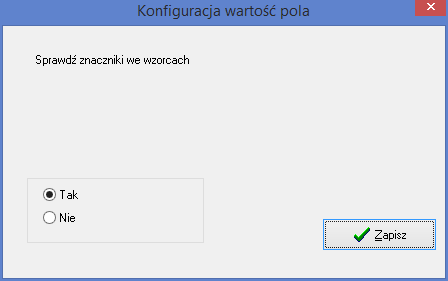 Konfiguracja wartość pola
Sprawdź znaczniki we wzorcach
Tak
Nie
Zapisz